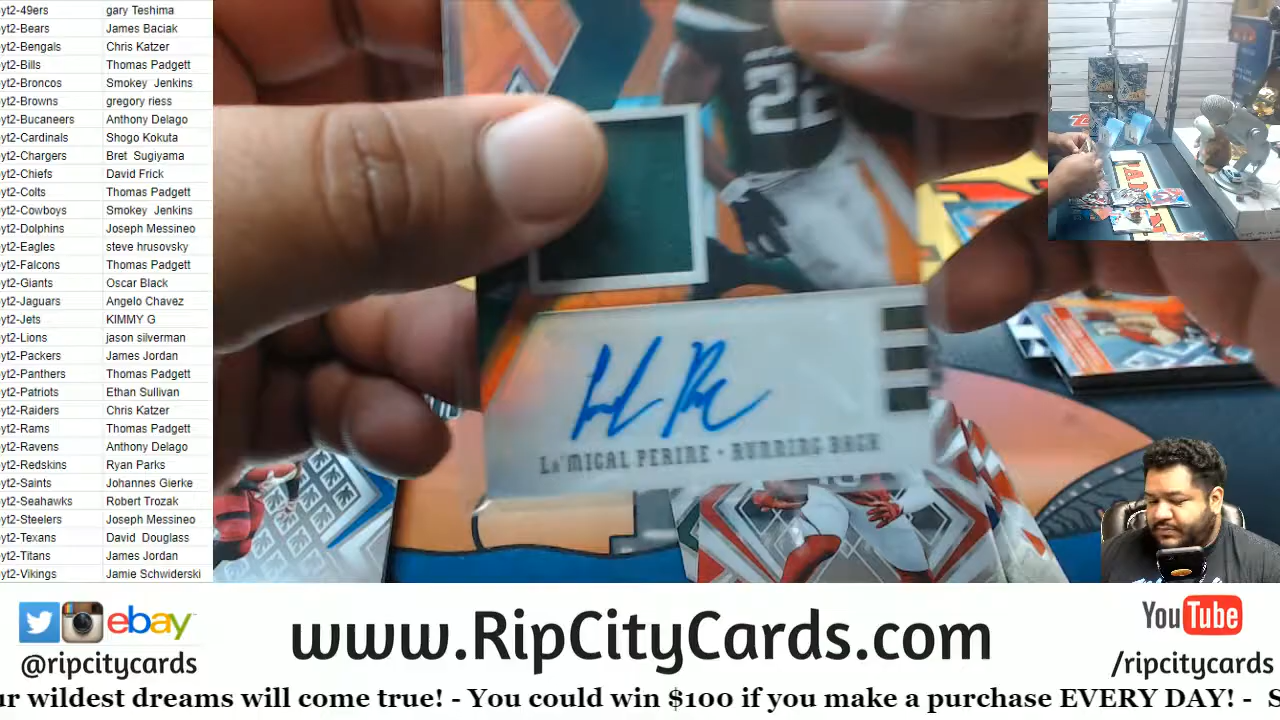 yt2-49ers gary Teshima
yt2-Bears James Baciak
yt2-Bengals Chris Katzer
yt2-Bills Thomas Padgett
yt2-Broncos Smokey Jenkins
yt2-Browns gregory riess
yt2-Bucaneers Anthony Delago
yt2-Cardinals Shogo Kokuta
yt2-Chargers Bret Sugiyama
yt2-Chiefs David Frick
yt2-Colts Thomas Padgett
yt2-Cowboys Smokey Jenkins
yt2-Dolphins Joseph Messineo
yt2-Eagles steve hrusovsky
yt2-Falcons Thomas Padgett
yt2-Giants Oscar Black
yt2-Jaguars Angelo Chavez
yt2-Jets KIMMY G
yt2-Lions jason silverman
yt2-Packers James Jordan
yt2-Panthers Thomas Padgett
yt2-Patriots Ethan Sullivan
yt2-Raiders Chris Katzer
yt2-Rams Thomas Padgett
yt2-Ravens Anthony Delago
yt2-Redskins Ryan Parks
yt2-Saints Johannes Gierke
yt2-Seahawks Robert Trozak
yt2-Steelers Joseph Messineo
yt2-Texans David Douglass
yt2-Titans James Jordan
yt2-Vikings Jamie Schwiderski
22
La'Mical Perine • Running Back
ebay
@ripcitycards
www.RipCityCards.com
YouTube
/ripcitycards
ur wildest dreams will come true! - You could win $100 if you make a purchase EVERY DAY! - S